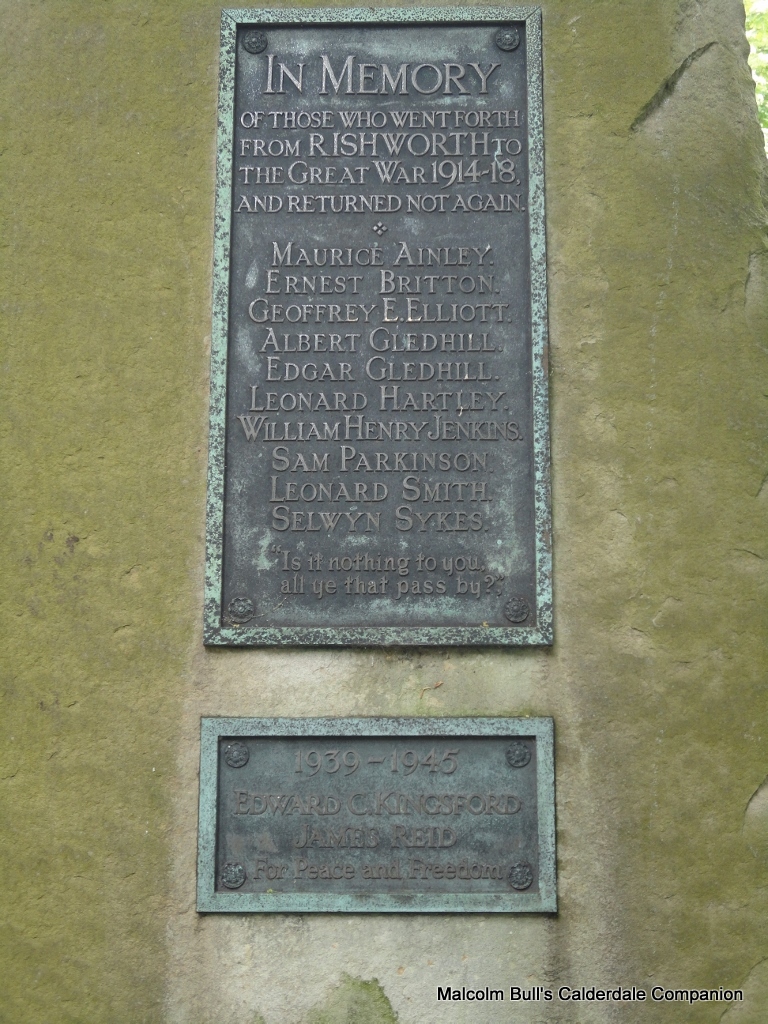 IN MEMORY
OF THOSE WHO WENT FORTH
FROM RISHWORTH TO
THE GREAT WAR 1914-18,
AND RETURNED NOT AGAIN.
MAURICE AINLEY.
ERNEST BRITTON.
GEOFFREY E. ELLIOTT.
ALBERT GLEDHILL.
EDGAR GLEDHILL.
LEONARD HARTLEY.
WILLIAM HENRY JENKINS.
SAM PARKINSON.
LEONARD SMITH.
SELWYN SYKES.
"Is it nothing to you,
all ye that pass by?"
1939-1945
EDWARD C. KINGSFORD
JAMES REID
For Peace and Freedom
Malcolm Bull's Calderdale Companion